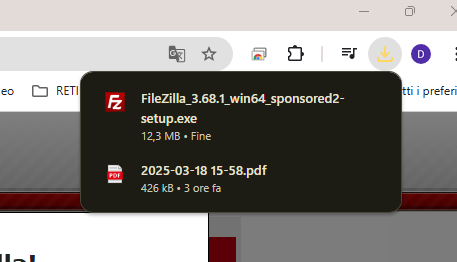 D
eo
RETI
tti i preferi
FileZilla_3.68.1_win64_sponsored2-
setup.exe
12,3 MB • Fine
PDF
2025-03-18 15-58.pdf
426 kB • 3 ore fa